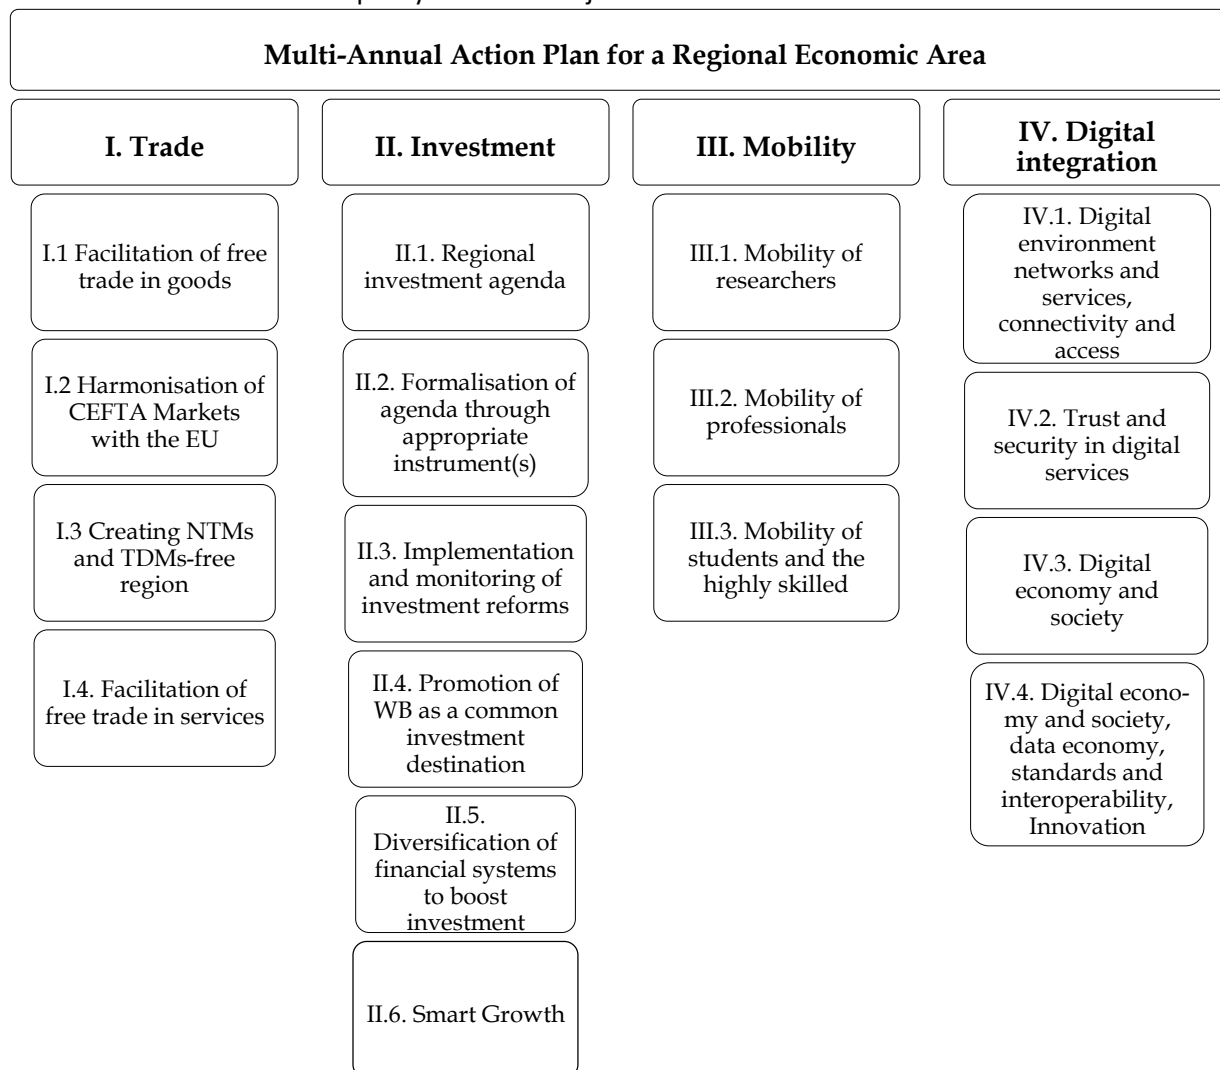 Multi-Annual Action Plan for a Regional Economic Area
I. Trade
I.1 Facilitation of free
trade in goods
I.2 Harmonisation of
CEFTA Markets
with the EU
I.3 Creating NTMs
and TDMs-free
region
I.4. Facilitation of
free trade in services
II. Investment
II.1. Regional
investment agenda
II.2. Formalisation of
agenda through
appropriate
instrument(s)
II.3. Implementation
and monitoring of
investment reforms
II.4. Promotion of
WB as a common
investment
destination
II.5.
Diversification of
financial systems
to boost
investment
II.6. Smart Growth
III. Mobility
III.1. Mobility of
researchers
III.2. Mobility of
professionals
III.3. Mobility of
students and the
highly skilled
IV. Digital
integration
IV.1. Digital
environment
networks and
services,
connectivity and
access
IV.2. Trust and
security in digital
services
IV.3. Digital
economy and
society
IV.4. Digital econo-
my and society,
data economy,
standards and
interoperability,
Innovation